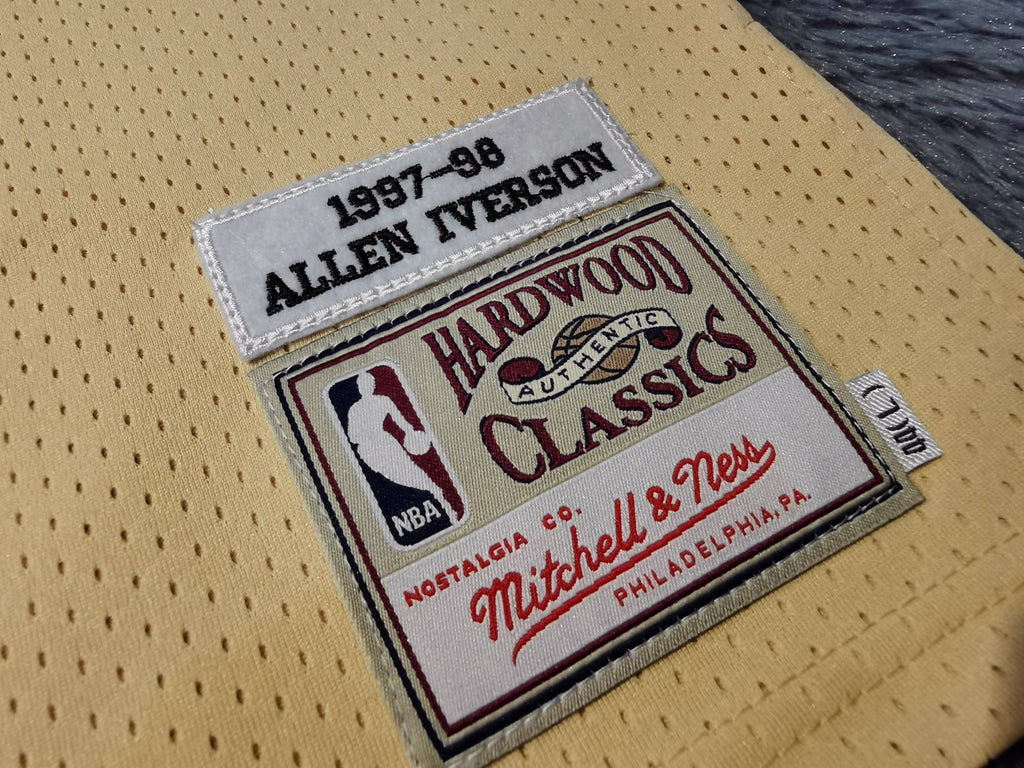 1997-98
ALLEN IVERSON
HARDWOOD
AUTHENTIC
CLASSICS
NBA
NOSTALGIA CO.
Mitchell & Ness
PHILADELPHIA, PA.